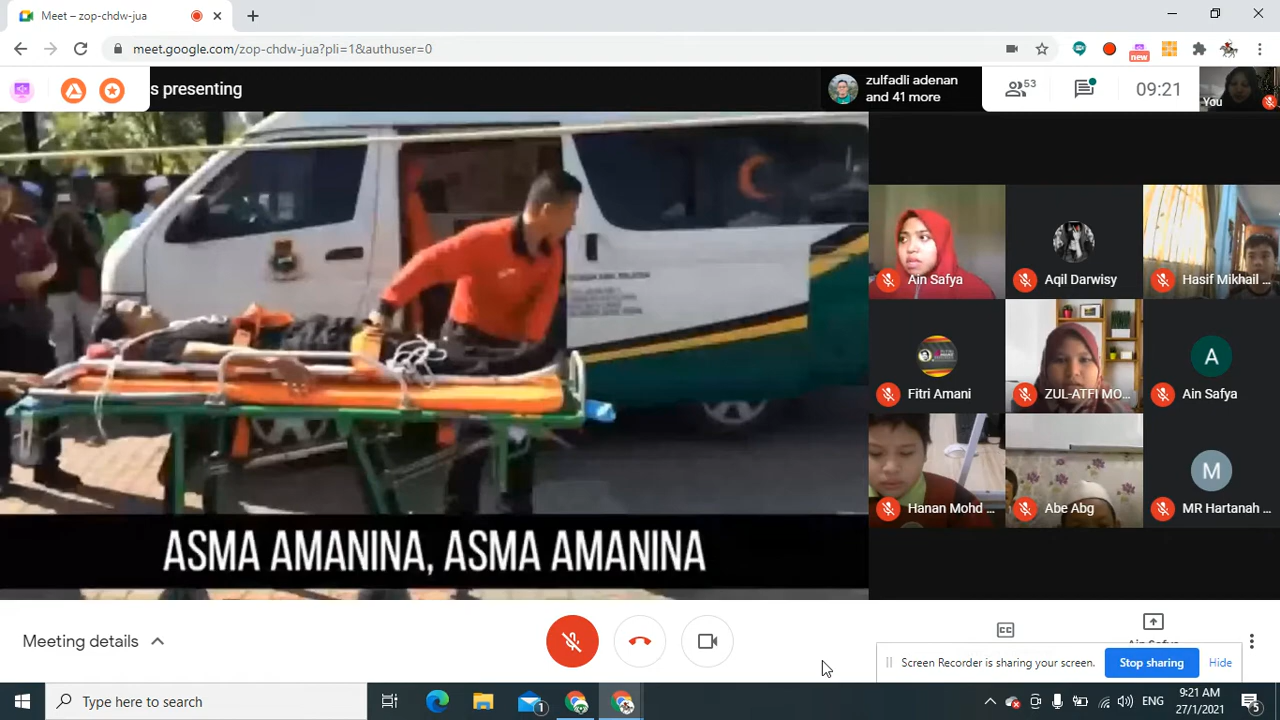 Meet – zop-chdw-jua
meet.google.com/zop-chdw-jua?pli=1&authuser=0
new
s presenting
zulfadli adenan
and 41 more
53
09:21
You
Ain Safya
Aqil Darwisy
Hasif Mikhail ...
Fitri Amani
ZUL-ATFI MO...
A
Ain Safya
Hanan Mohd ...
Abe Abg
M
MR Hartanah ...
ASMA AMANINA, ASMA AMANINA
Meeting details
CC
Screen Recorder is sharing your screen.
Stop sharing
Hide
Type here to search
1
ENG
9:21 AM
27/1/2021
5